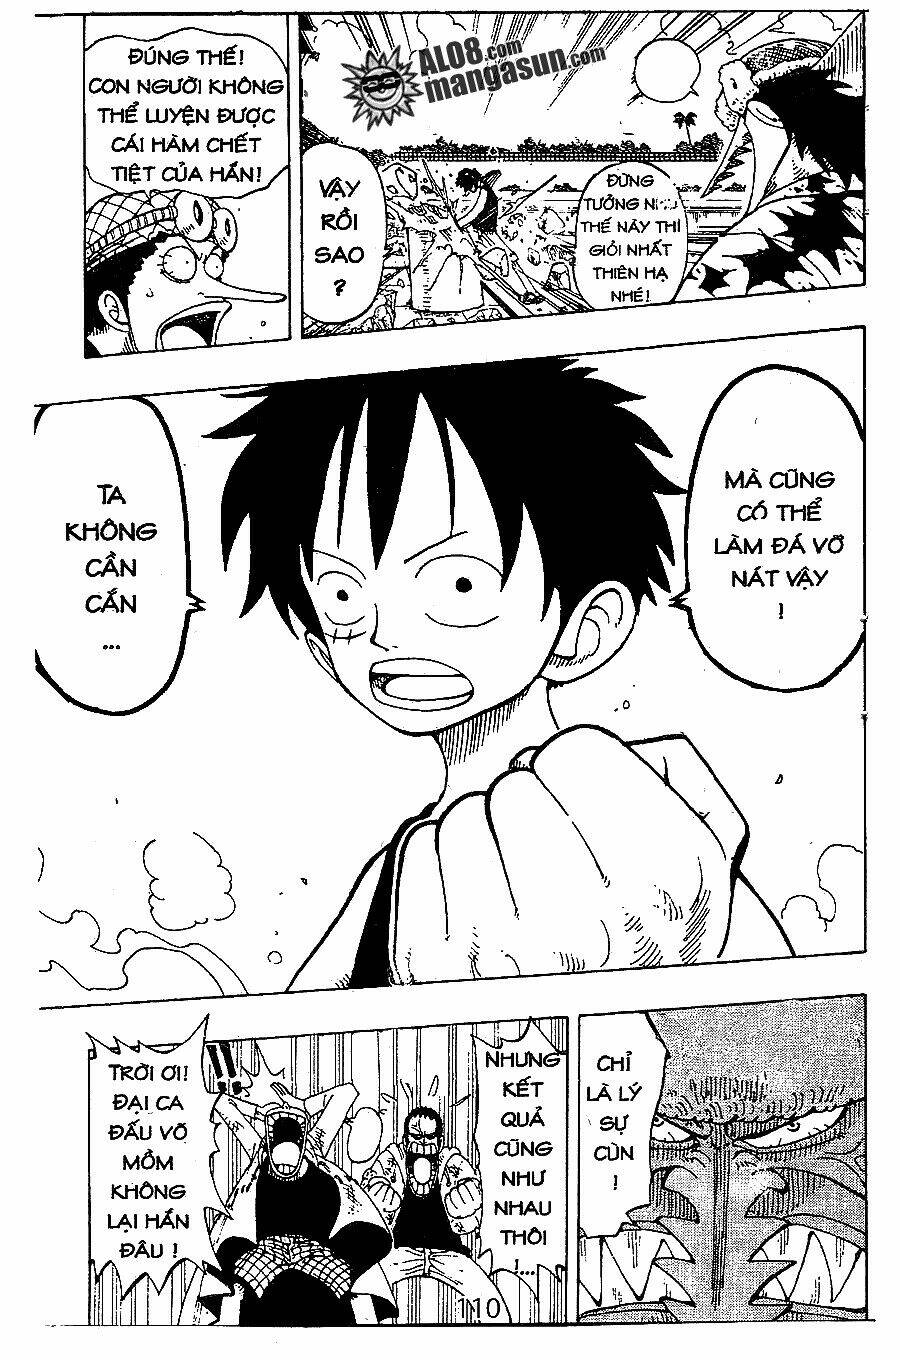 ALO8.com
mangasun.com
ĐÚNG THẾ!
CON NGƯỜI KHÔNG
THỂ LUYỆN ĐƯỢC
CÁI HÀM CHẾT
TIỆT CỦA HẮN!
VẬY
RỒI
SAO
?
ĐỪNG
TƯỞNG
THẾ NÀY THÌ
GIỎI NHẤT
THIÊN HẠ
NHÉ!
TA
KHÔNG
CẦN
CẮN
...
MÀ CŨNG
CÓ THỂ
LÀM ĐÁ VỠ
NÁT VẬY
!
TRỜI ƠI!
ĐẠI CA
ĐẤU VÕ
MỒM
KHÔNG
LẠI HẮN
ĐÂU !
!!
NHƯNG
KẾT
QUẢ
CŨNG
NHƯ
NHAU
THÔI
!...
CHỈ
LÀ LÝ
SỰ
CÙN
!
110